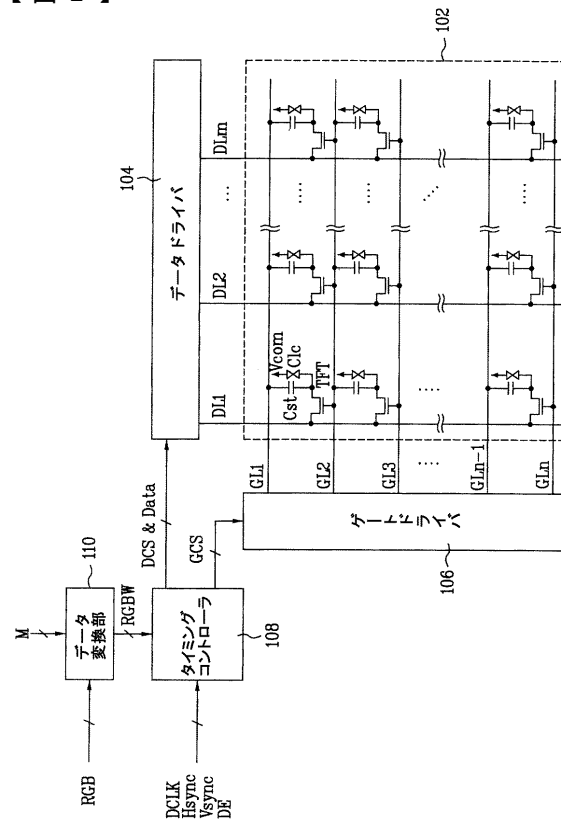 102
104
データドライバ
DL1
DL2
....
DLm
Vcom
Clc
Cst
TFT
GL1
GL2
GL3
.....
GLn-1
GLn
ゲートドライバ
106
DCS & Data
GCS
110
M
データ
変換部
RGBW
RGB
タイミング
コントローラ
108
DCLK
Hsync
Vsync
DE